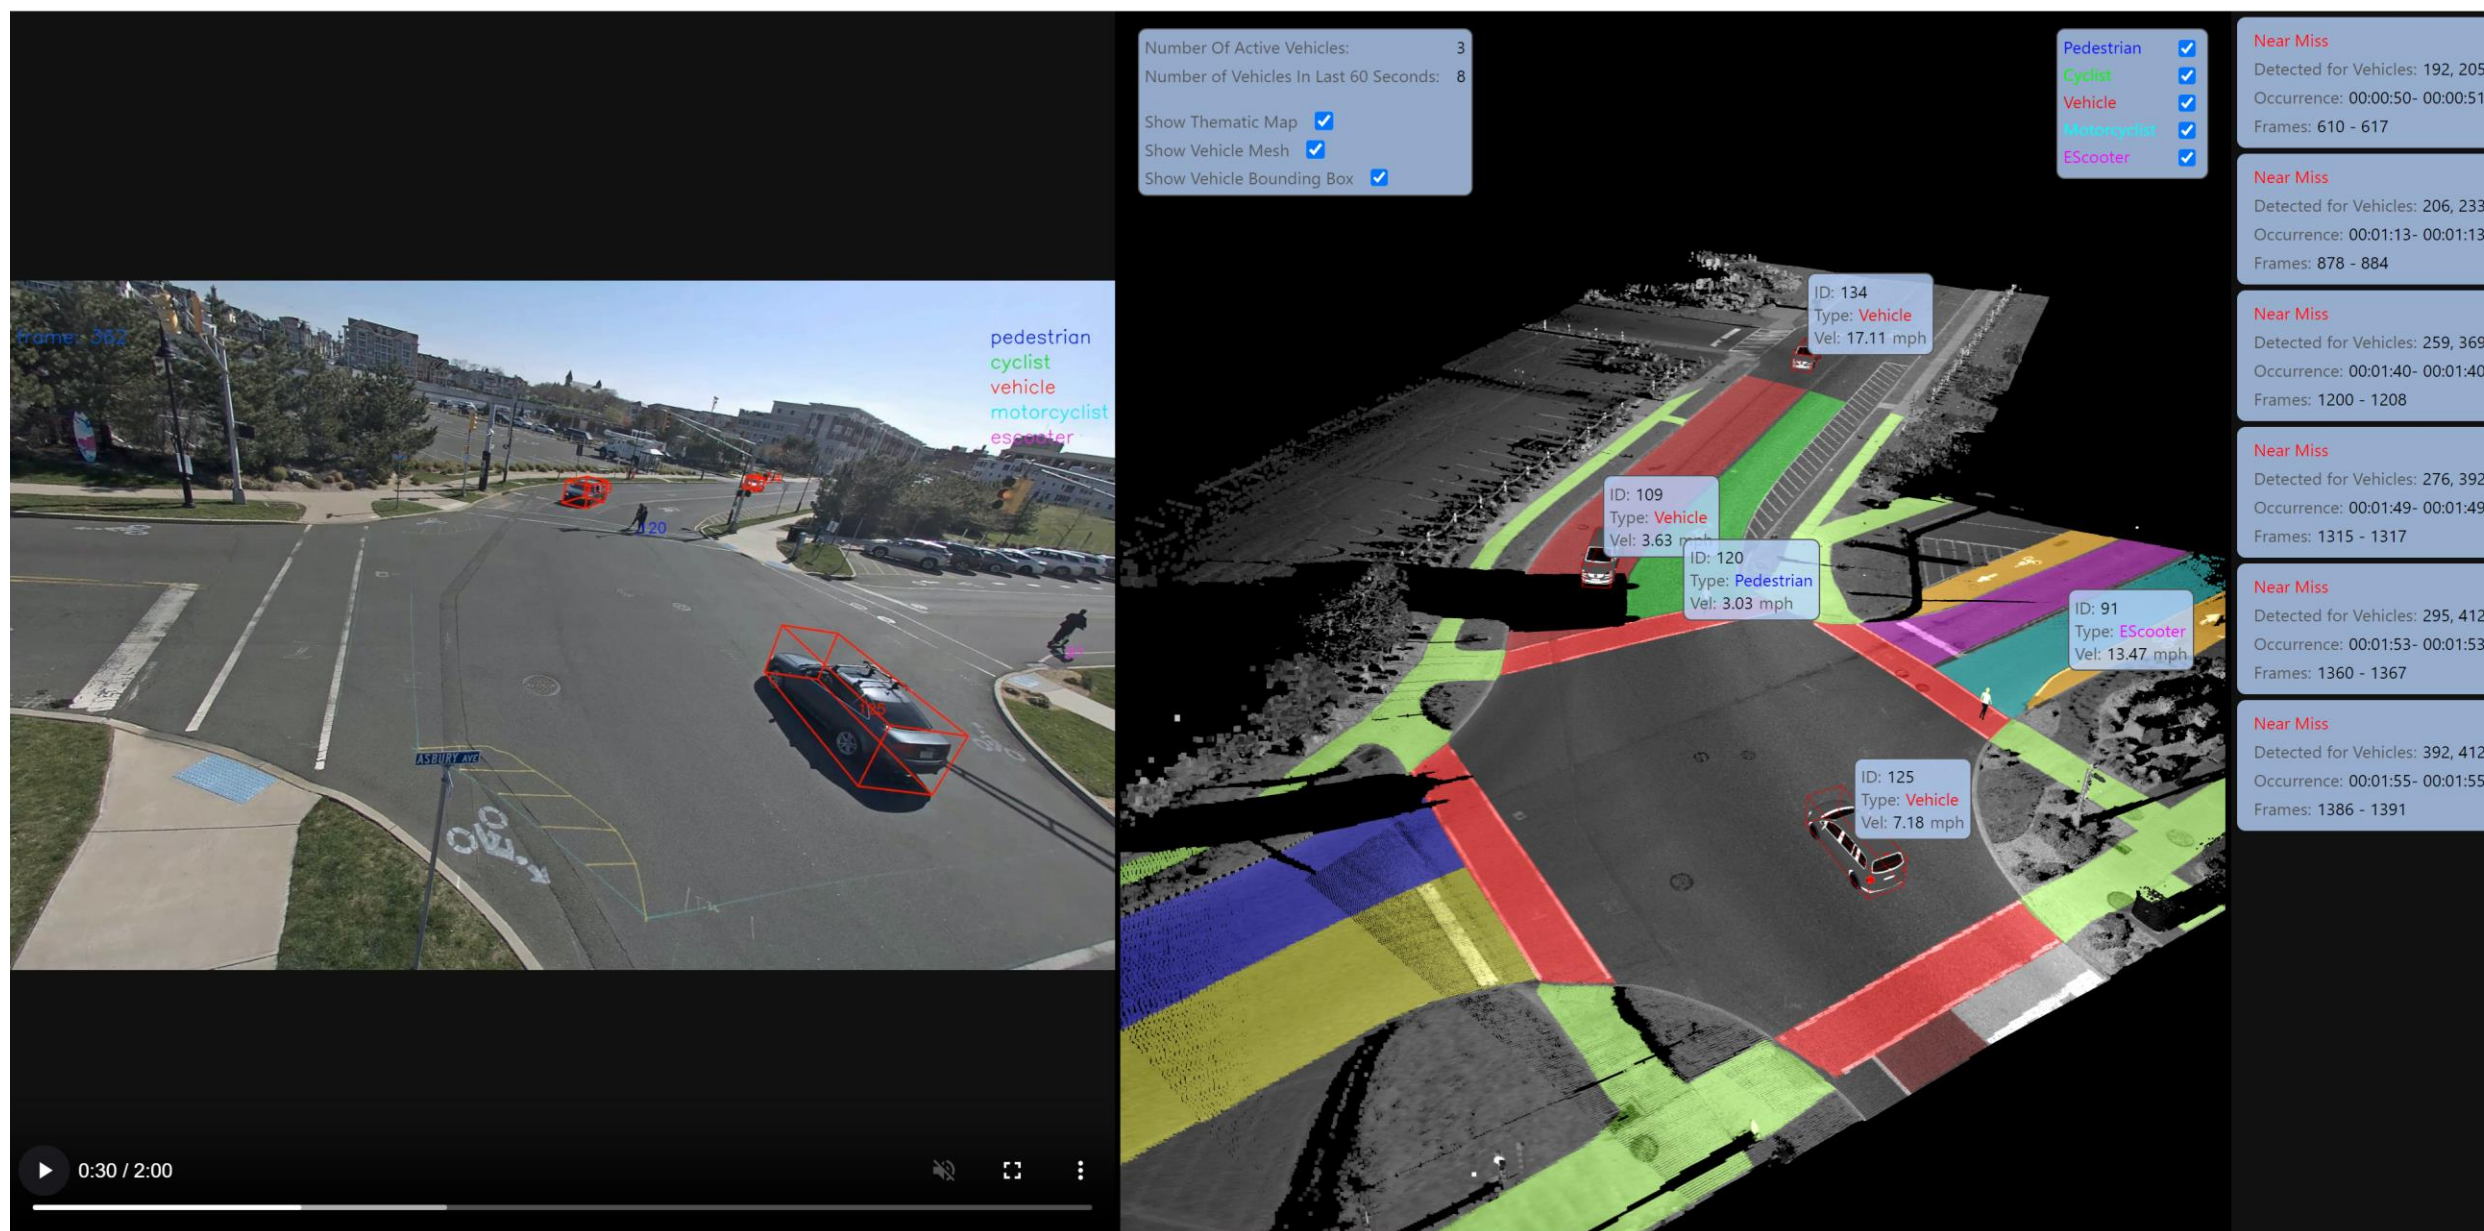 frame: 362
pedestrian
cyclist
vehicle
motorcyclist
escooter
20
125
91
ASBURY AVE
0:30 / 2:00
Number Of Active Vehicles: 3
Number of Vehicles In Last 60 Seconds: 8
Show Thematic Map
Show Vehicle Mesh
Show Vehicle Bounding Box
Pedestrian
Cyclist
Vehicle
Motorcyclist
EScooter
ID: 134
Type: Vehicle
Vel: 17.11 mph
ID: 109
Type: Vehicle
Vel: 3.63 mph
ID: 120
Type: Pedestrian
Vel: 3.03 mph
ID: 91
Type: EScooter
Vel: 13.47 mph
ID: 125
Type: Vehicle
Vel: 7.18 mph
Near Miss
Detected for Vehicles: 192, 205
Occurrence: 00:00:50- 00:00:51
Frames: 610 - 617
Near Miss
Detected for Vehicles: 206, 233
Occurrence: 00:01:13- 00:01:13
Frames: 878 - 884
Near Miss
Detected for Vehicles: 259, 369
Occurrence: 00:01:40- 00:01:40
Frames: 1200 - 1208
Near Miss
Detected for Vehicles: 276, 392
Occurrence: 00:01:49- 00:01:49
Frames: 1315 - 1317
Near Miss
Detected for Vehicles: 295, 412
Occurrence: 00:01:53- 00:01:53
Frames: 1360 - 1367
Near Miss
Detected for Vehicles: 392, 412
Occurrence: 00:01:55- 00:01:55
Frames: 1386 - 1391